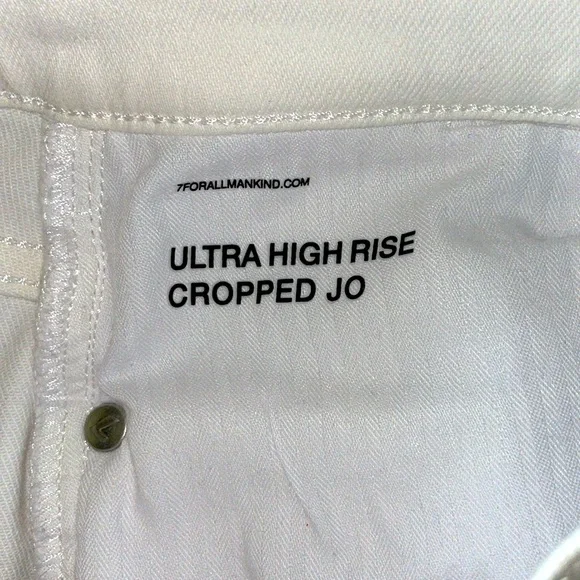 7FORALLMANKIND.COM
ULTRA HIGH RISE
CROPPED JO